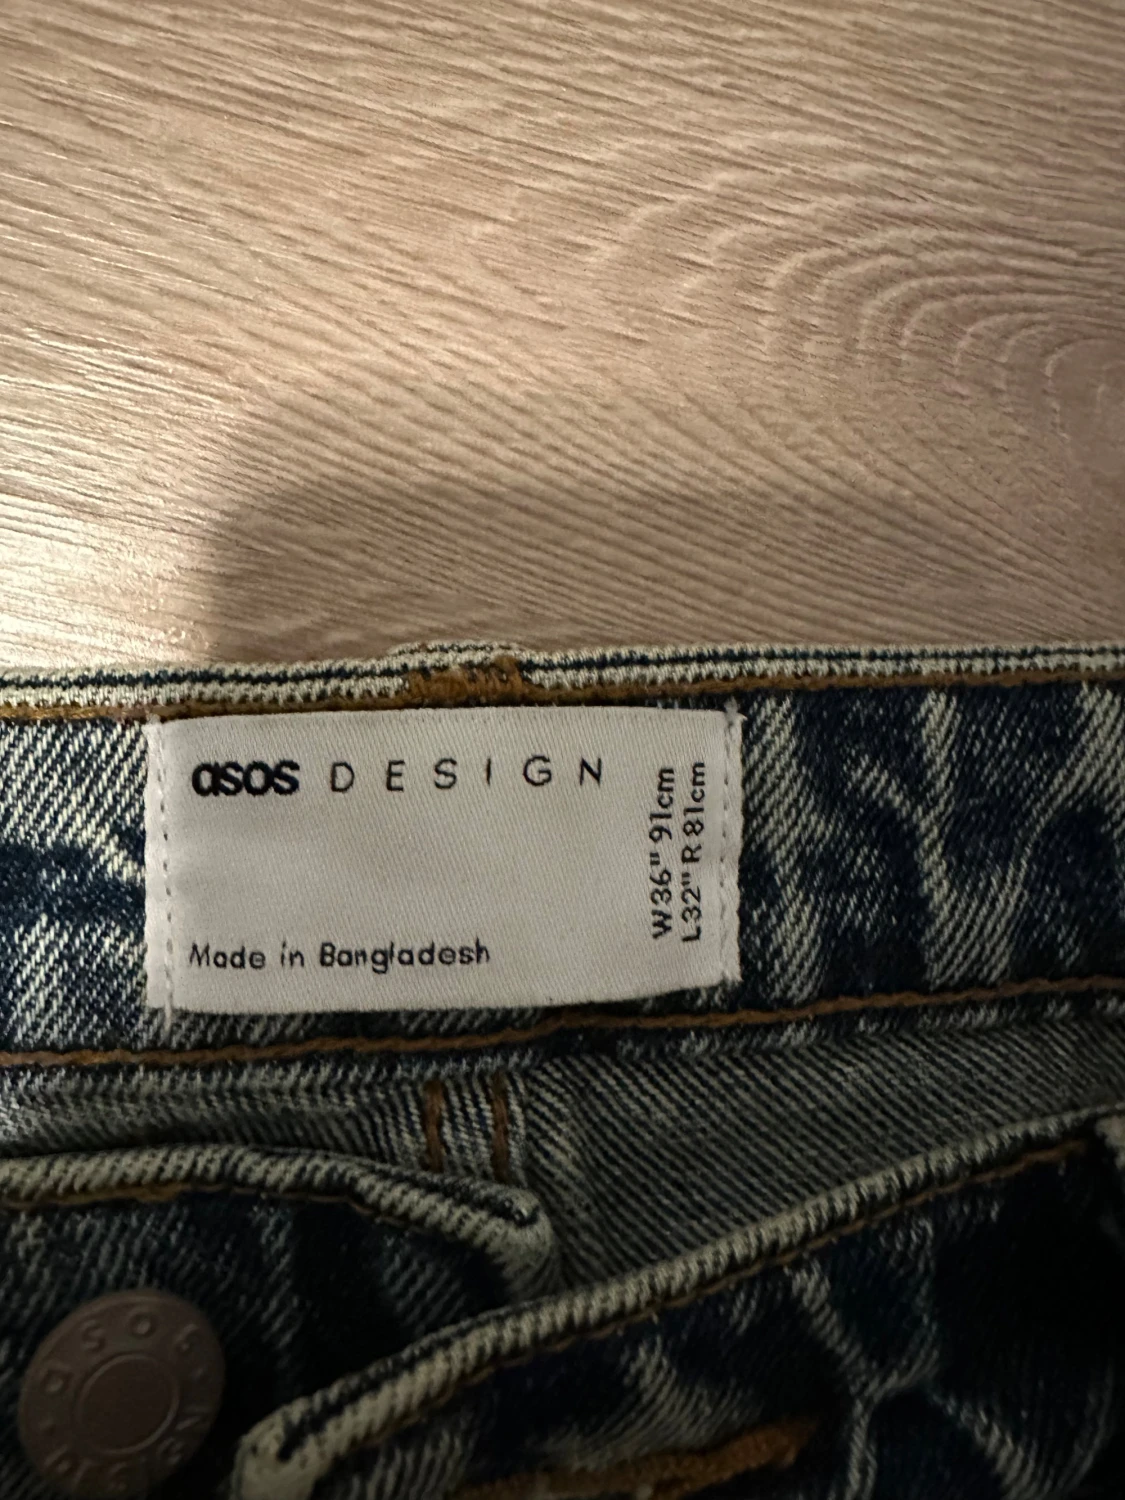 asos DESIGN
W36" 91cm
L32" R 81cm
Made in Bangladesh